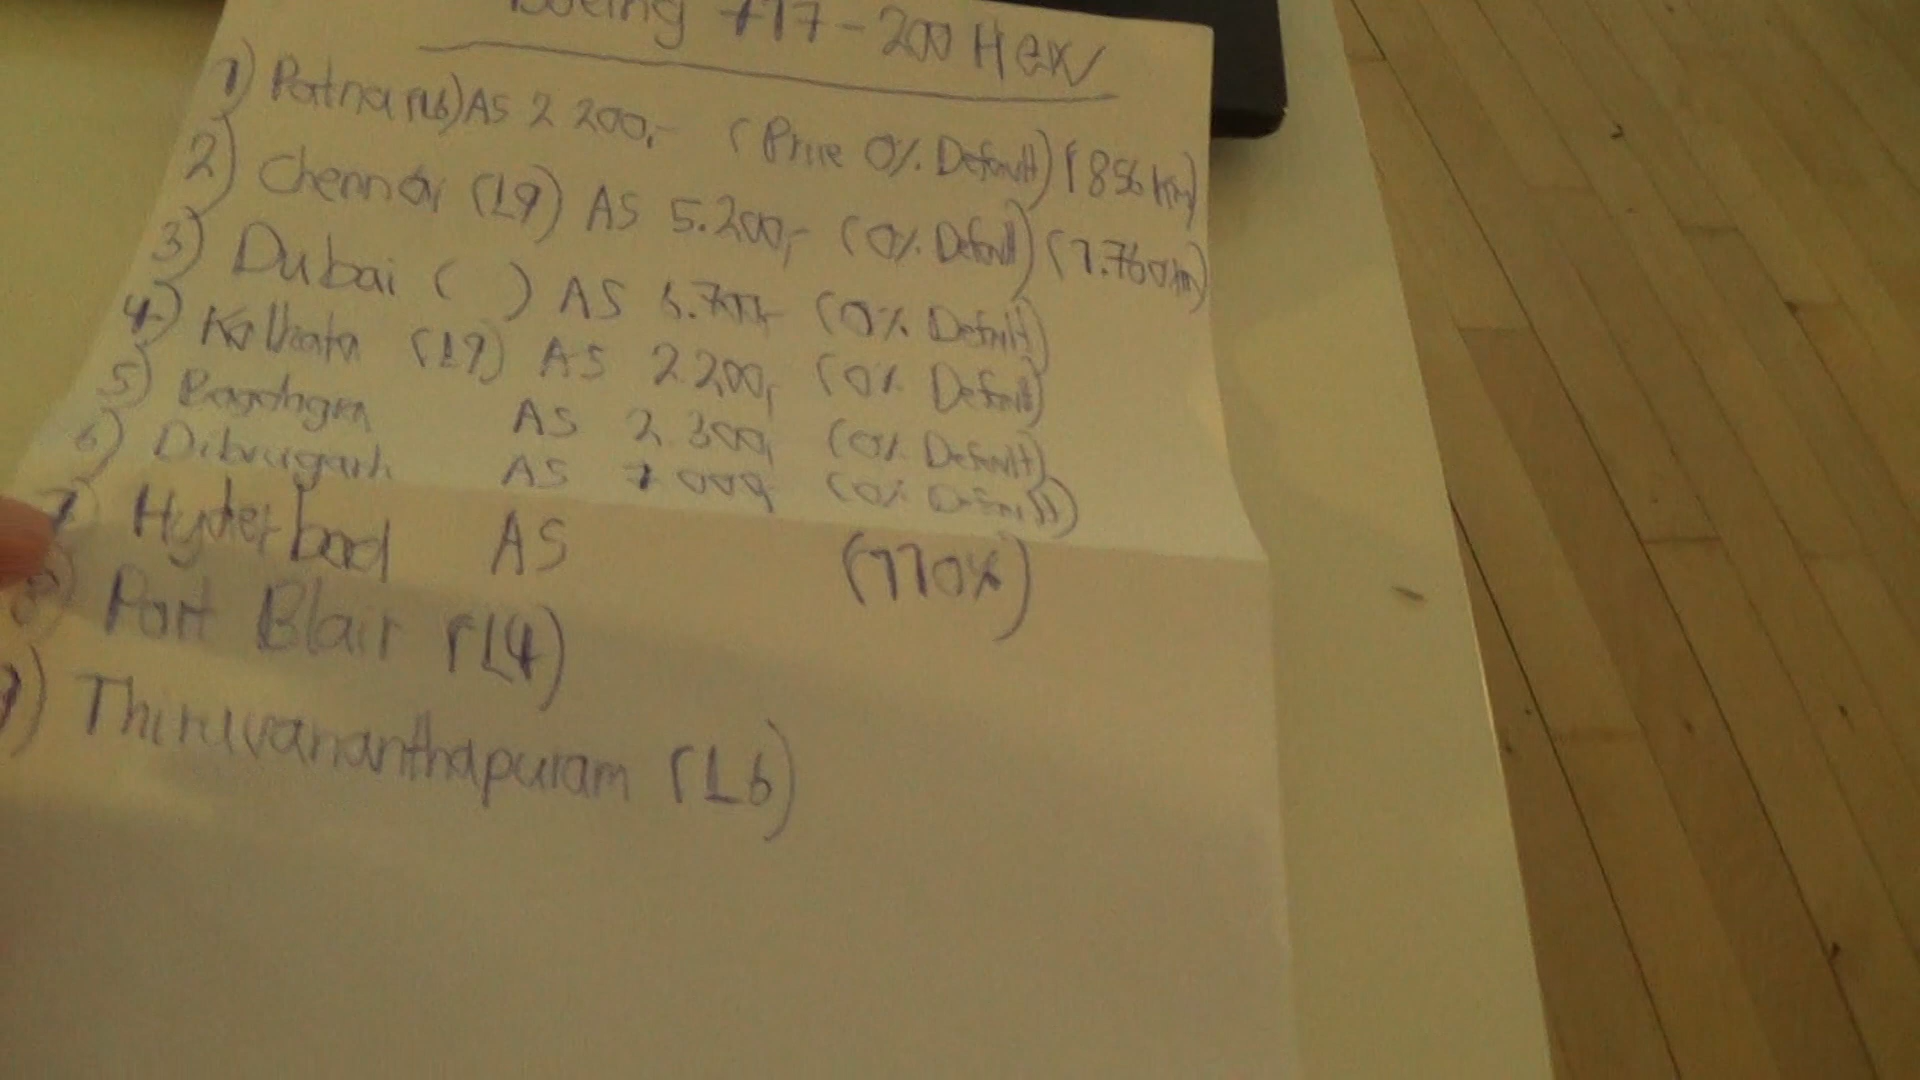 Boeing 717-200 Hex
1) Patna (L6) AS 2 200,- (Price 0% Default) (856 km)
2) Chennai (L9) AS 5.200,- (0% Default) (1.760 km)
3) Dubai ( ) AS (0% Default)
4) Kolkata (L9) AS 2 200, (0% Default)
5) Bagdogra AS 2 300, (0% Default)
6) Dibrugarh AS (0% Default)
7) Hyderbad AS (110%)
8) Port Blair (L4)
9) Thiruvananthapuram (L6)